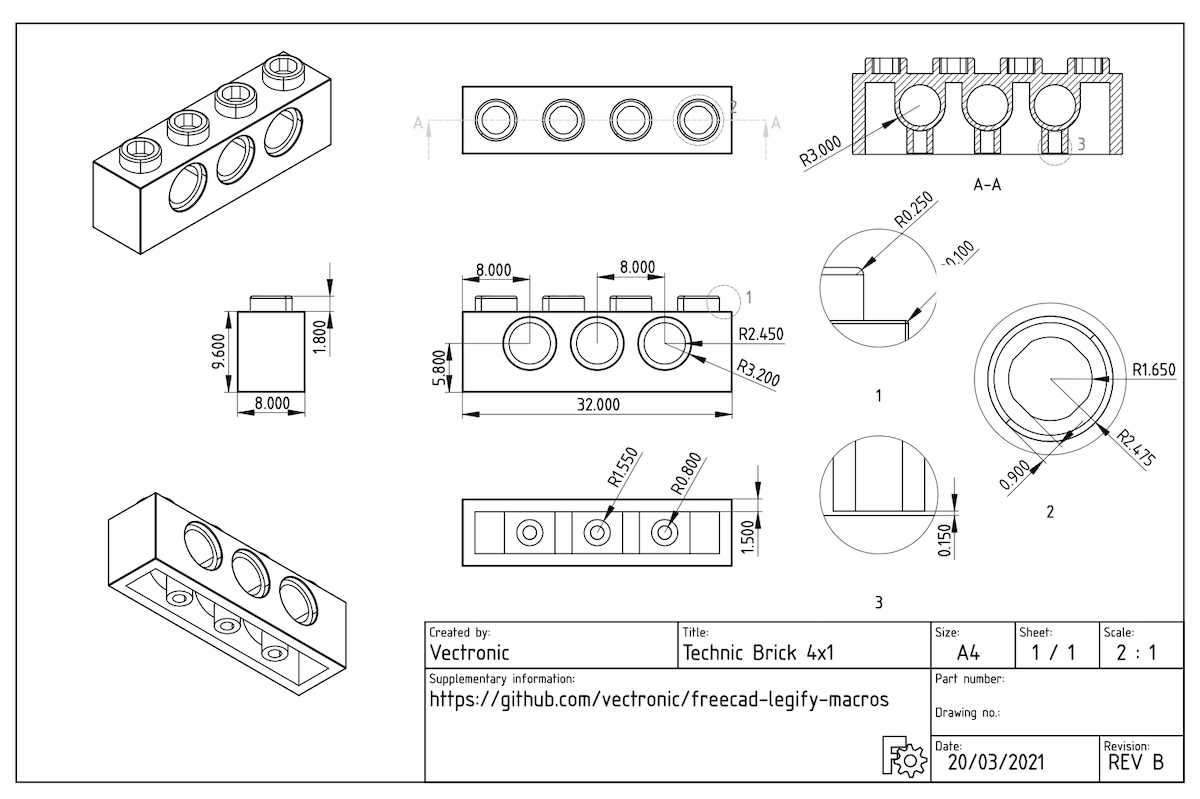 2
A
A
R3.000
3
A-A
R0.250
0.100
8.000
8.000
1
1.800
9.600
8.000
5.800
R2.450
R3.200
32.000
1
R1.650
R2.475
0.900
2
R1.550
R0.800
1.500
0.150
3
Created by:
Vectronic
Title:
Technic Brick 4x1
Size:
A4
Sheet:
1 / 1
Scale:
2 : 1
Supplementary information:
https://github.com/vectronic/freecad-legify-macros
Part number:
Drawing no.:
Date:
20/03/2021
Revision:
REV B